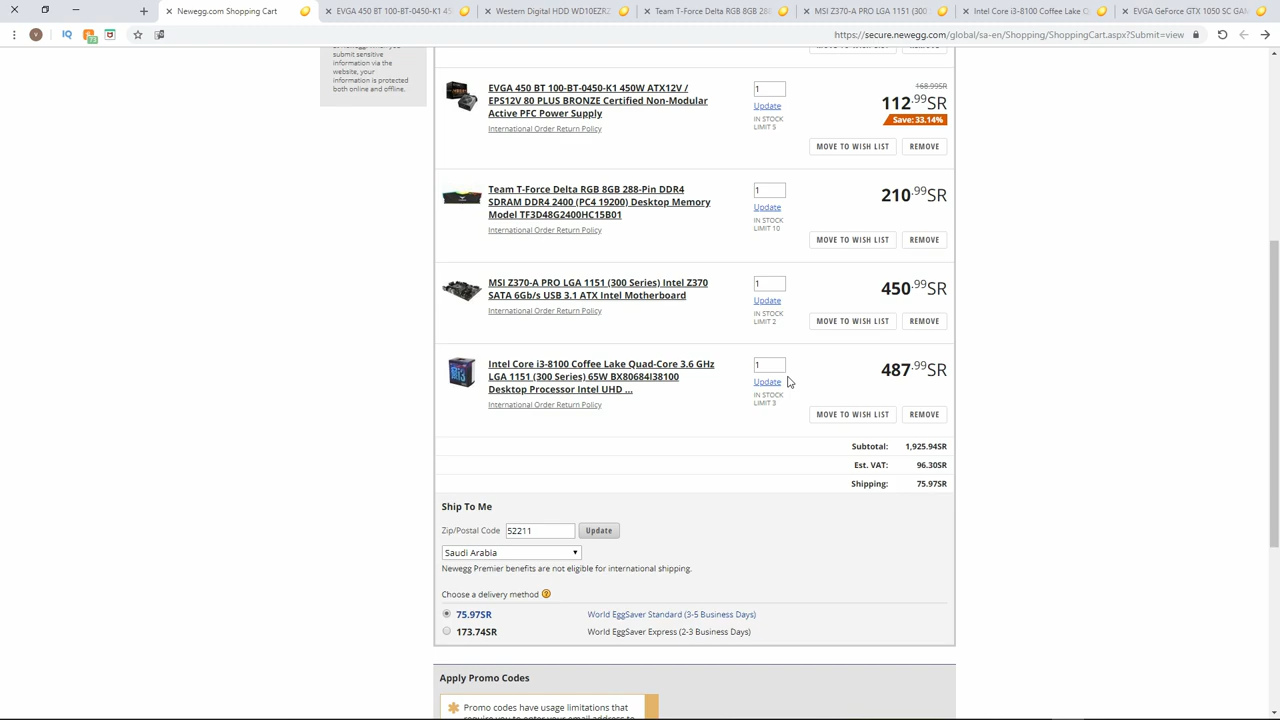 Newegg.com Shopping Cart
EVGA 450 BT 100-BT-0450-K1 45
Western Digital HDD WD10EZRZ
Team T-Force Delta RGB 8GB 288
MSI Z370-A PRO LGA 1151 (300
Intel Core i3-8100 Coffee Lake
EVGA GeForce GTX 1050 SC GA
https://secure.newegg.com/global/sa-en/Shopping/ShoppingCart.aspx?Submit=view
submit sensitive
information via the
website, your
information is protected
both online and offline.
MOVE TO WISH LIST REMOVE
EVGA 450 BT 100-BT-0450-K1 450W ATX12V /
EPS12V 80 PLUS BRONZE Certified Non-Modular
Active PFC Power Supply
International Order Return Policy
1
Update
IN STOCK
LIMIT 5
168.99SR
112.99SR
Save: 33.14%
MOVE TO WISH LIST REMOVE
Team T-Force Delta RGB 8GB 288-Pin DDR4
SDRAM DDR4 2400 (PC4 19200) Desktop Memory
Model TF3D48G2400HC15B01
International Order Return Policy
1
Update
IN STOCK
LIMIT 10
210.99SR
MOVE TO WISH LIST REMOVE
MSI Z370-A PRO LGA 1151 (300 Series) Intel Z370
SATA 6Gb/s USB 3.1 ATX Intel Motherboard
International Order Return Policy
1
Update
IN STOCK
LIMIT 2
450.99SR
MOVE TO WISH LIST REMOVE
Intel Core i3-8100 Coffee Lake Quad-Core 3.6 GHz
LGA 1151 (300 Series) 65W BX80684I38100
Desktop Processor Intel UHD ...
International Order Return Policy
1
Update
IN STOCK
LIMIT 3
487.99SR
MOVE TO WISH LIST REMOVE
Subtotal: 1,925.94SR
Est. VAT: 96.30SR
Shipping: 75.97SR
Ship To Me
Zip/Postal Code 52211 Update
Saudi Arabia
Newegg Premier benefits are not eligible for international shipping.
Choose a delivery method
75.97SR World EggSaver Standard (3-5 Business Days)
173.74SR World EggSaver Express (2-3 Business Days)
Apply Promo Codes
Promo codes have usage limitations that